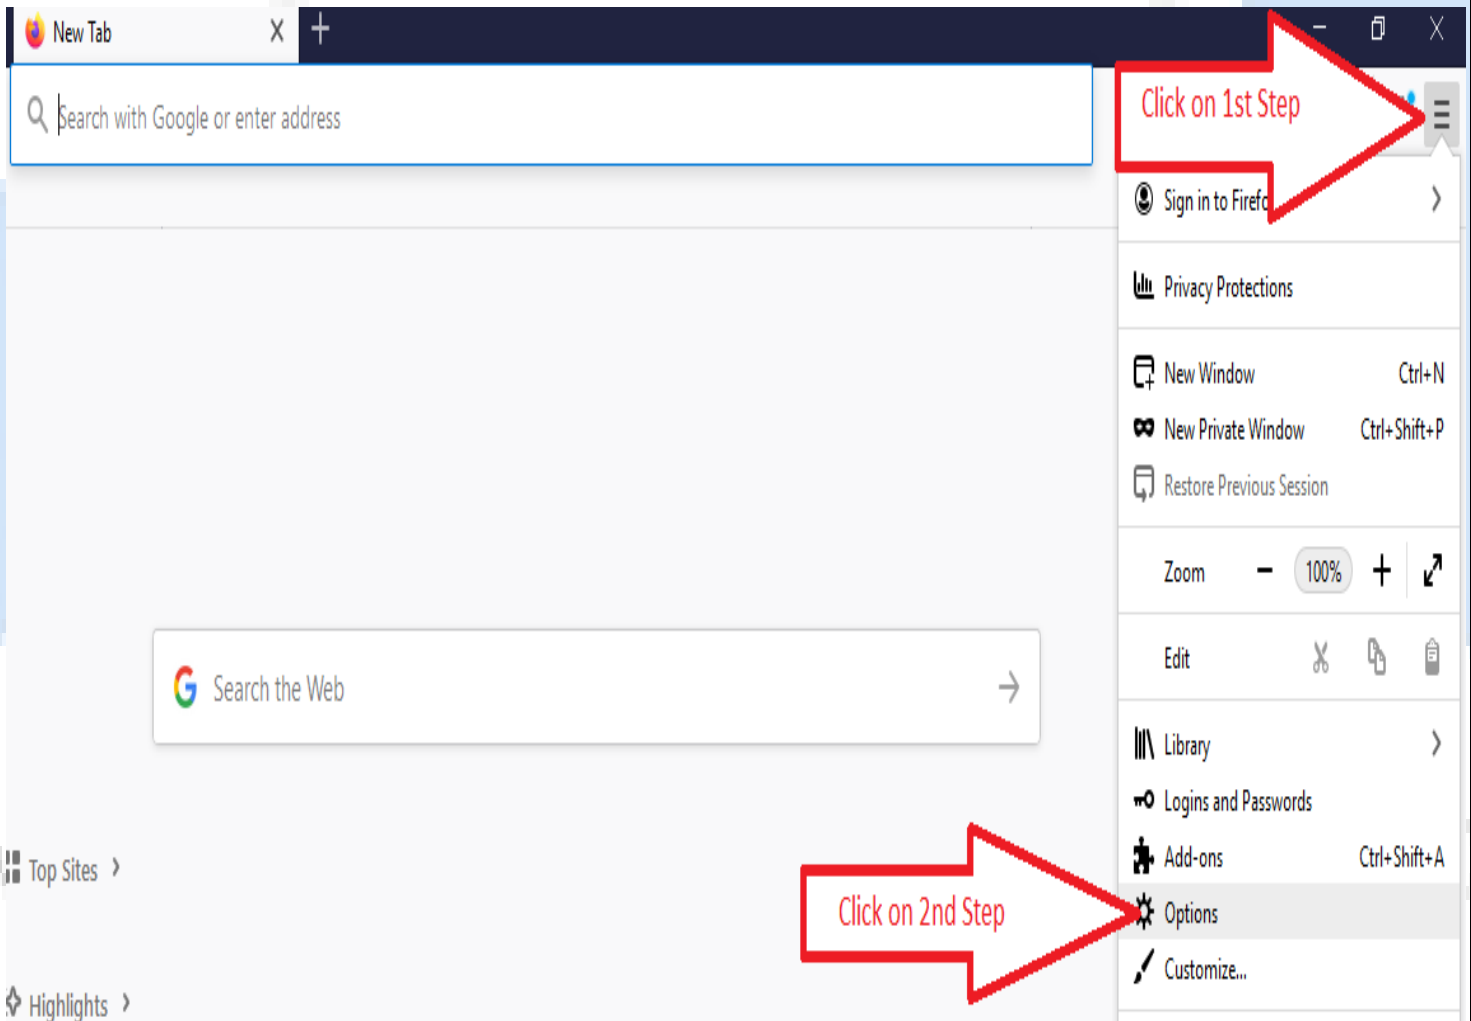 New Tab
Search with Google or enter address
Click on 1st Step
Sign in to Firefo
Privacy Protections
New Window Ctrl+N
New Private Window Ctrl+Shift+P
Restore Previous Session
Zoom 100%
Edit
Search the Web
Library
Logins and Passwords
Top Sites
Add-ons Ctrl+Shift+A
Click on 2nd Step
Options
Customize...
Highlights